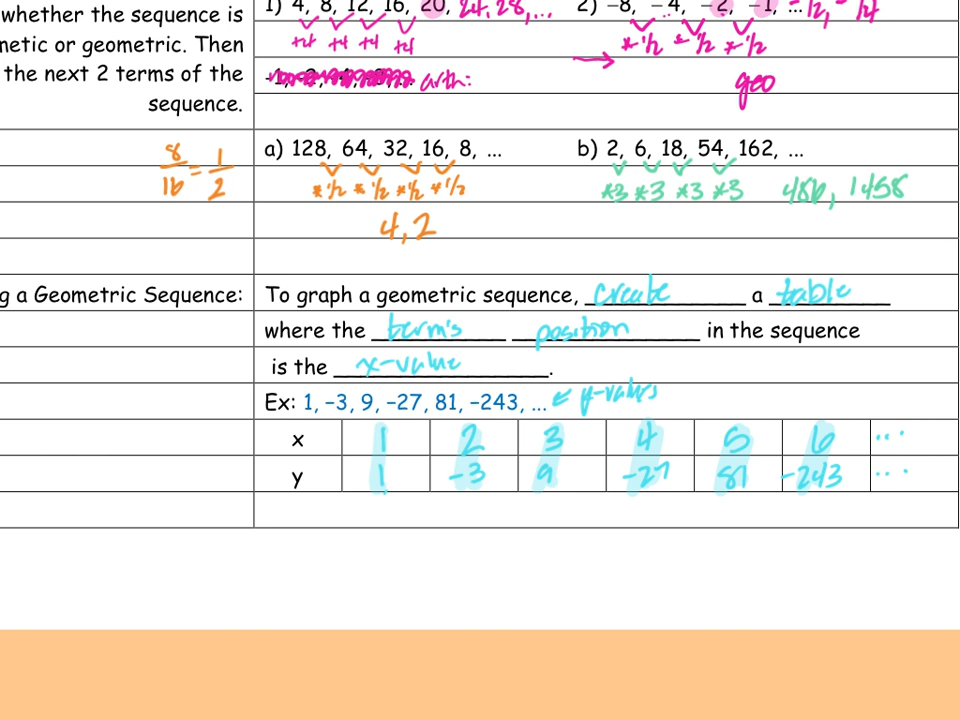 whether the sequence is
1) 4, 8, 12, 16, 20, 24, 28, ...
2) -8, -4, -2, -1, ... -1/2, -1/4
+4 +4 +4 +4
* 1/2 * 1/2 * 1/2
netic or geometric. Then
the next 2 terms of the
arith:
geo
sequence.
8/16 = 1/2
a) 128, 64, 32, 16, 8, ...
b) 2, 6, 18, 54, 162, ...
* 1/2 * 1/2 * 1/2 * 1/2
*3 *3 *3 *3 486, 1458
4, 2
g a Geometric Sequence:
To graph a geometric sequence, create a table
where the term's position in the sequence
is the x-value.
Ex: 1, -3, 9, -27, 81, -243, ... ← y-values
x 1 2 3 4 5 6 ...
y 1 -3 9 -27 81 -243 ...